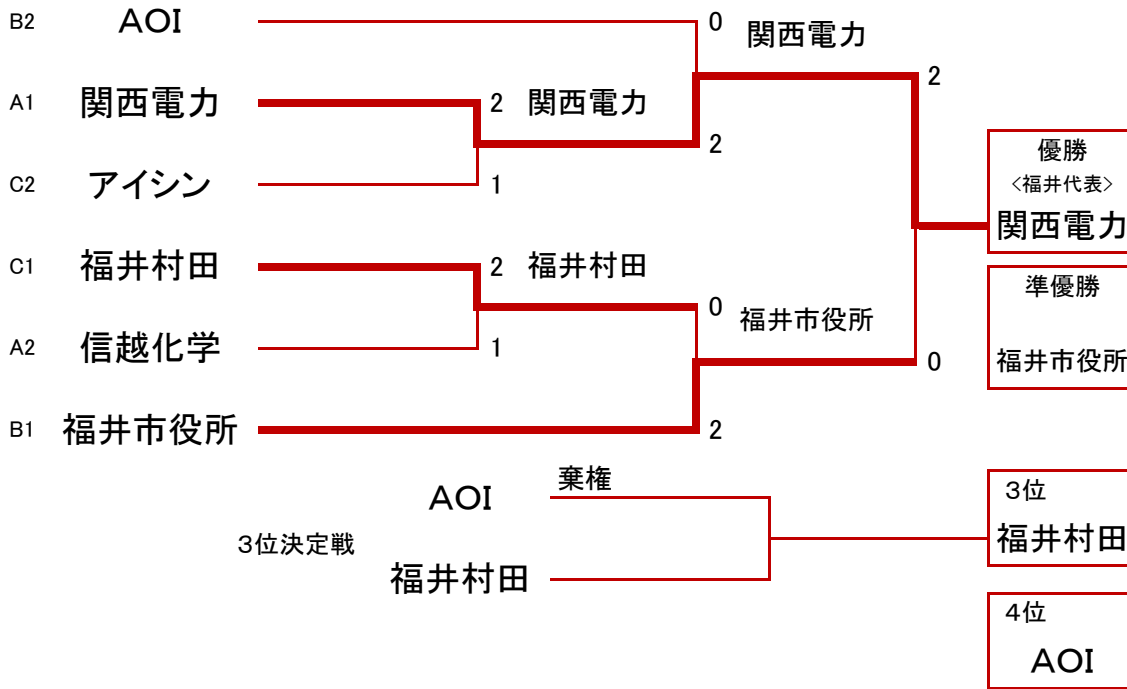 B2 AOI 0 関西電力
2
A1 関西電力 2 関西電力
2
C2 アイシン 1
優勝
<福井代表>
関西電力
C1 福井村田 2 福井村田
0 福井市役所
準優勝
A2 信越化学 1
0 福井市役所
B1 福井市役所 2
AOI 棄権
3位決定戦
福井村田
3位
福井村田
4位
AOI